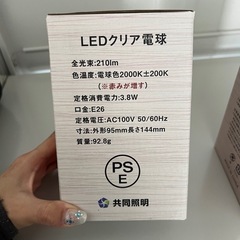 LEDクリア電球
全光束:210lm
色温度:電球色2000K±200K
(※赤みが増す)
定格消費電力:3.8W
口金:E26
定格電圧:AC100V 50/60Hz
寸法:外形95mm長さ144mm
質量:92.8g
PS
E
共同照明